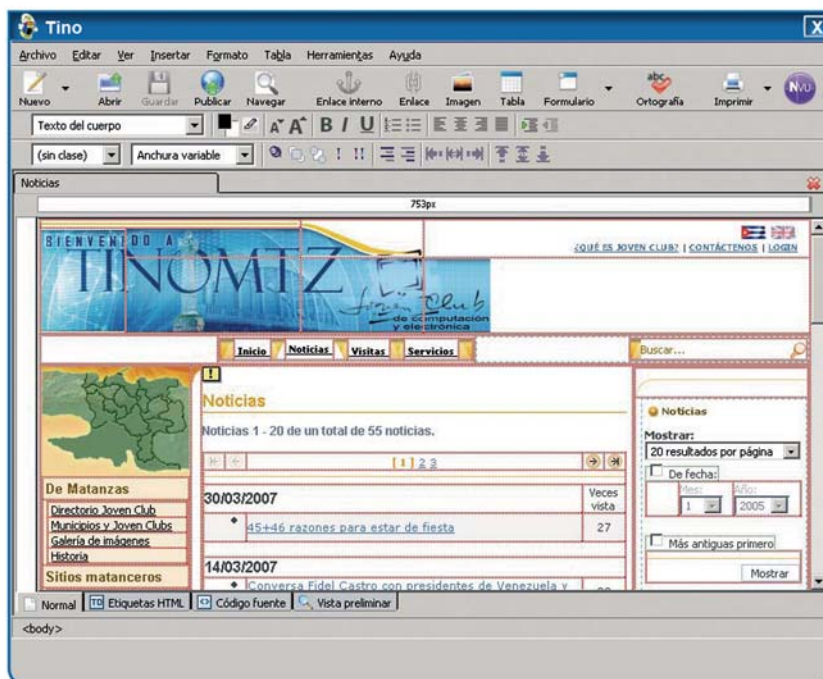 Tino
X
Archivo Editar Ver Insertar Formato Tabla Herramientas Ayuda
Nuevo Abrir Guardar Publicar Navegar Enlace interno Enlace Imagen Tabla Formulario Ortografía Imprimir
abc
NVU
Texto del cuerpo A A B I U
(sin clase) Anchura variable
Noticias
753px
BIENVENIDO A
TINOMTZ
¿QUÉ ES JOVEN CLUB? | CONTÁCTENOS | LOGIN
Joven Club
de computación
y electrónica
Inicio Noticias Visitas Servicios Buscar...
!
Noticias
Noticias 1 - 20 de un total de 55 noticias.
[ 1 ] 2 3
30/03/2007 Veces vista
45+46 razones para estar de fiesta 27
14/03/2007
Conversa Fidel Castro con presidentes de Venezuela y
De Matanzas
Directorio Joven Club
Municipios y Joven Clubs
Galería de imágenes
Historia
Sitios matanceros
Noticias
Mostrar:
20 resultados por página
De fecha:
Mes: Año:
1 2005
Más antiguas primero
Mostrar
Normal TD Etiquetas HTML Código fuente Vista preliminar
<body>